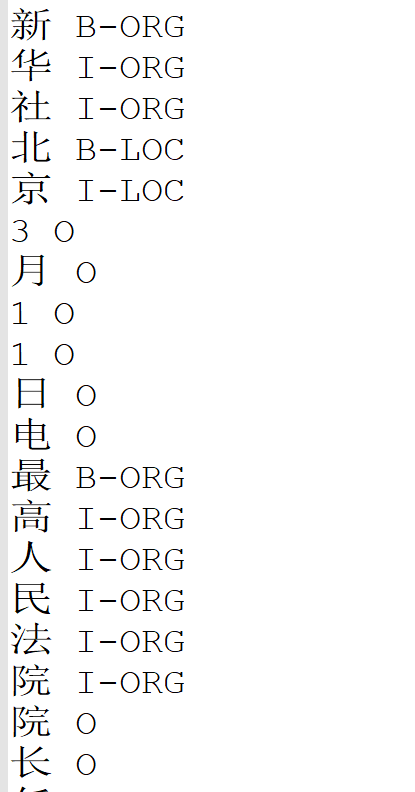 新 B-ORG
华 I-ORG
社 I-ORG
北 B-LOC
京 I-LOC
3 O
月 O
1 O
1 O
日 O
电 O
最 B-ORG
高 I-ORG
人 I-ORG
民 I-ORG
法 I-ORG
院 I-ORG
院 O
长 O